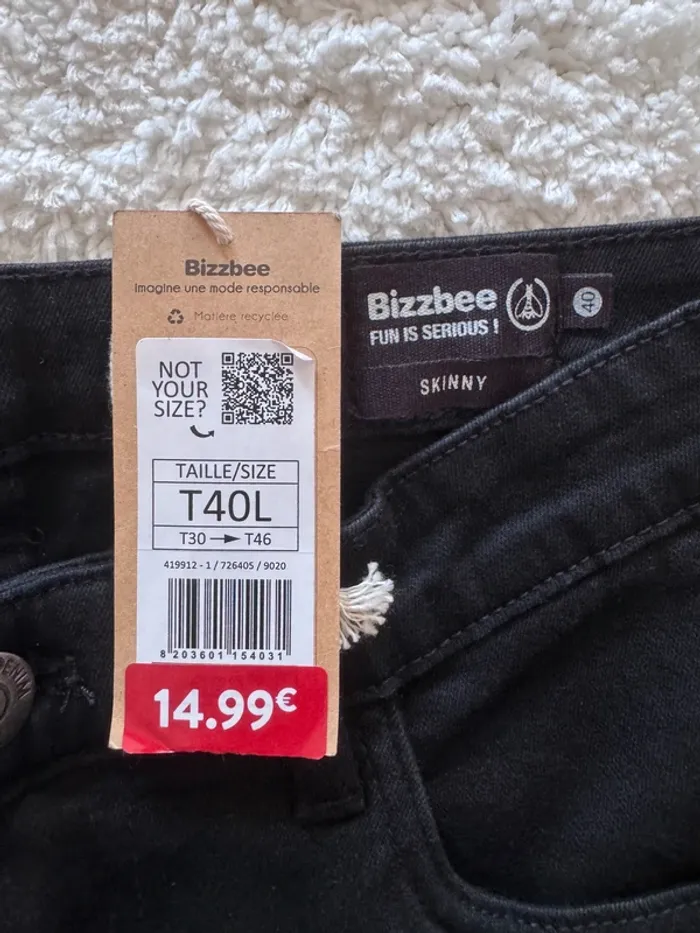 Bizzbee
Imagine une mode responsable
Matière recyclée
NOT
YOUR
SIZE?
TAILLE/SIZE
T40L
T30 → T46
419912 - 1 / 726405 / 9020
8 203601 154031
14.99€
Bizzbee
FUN IS SERIOUS !
SKINNY
40
DENIM